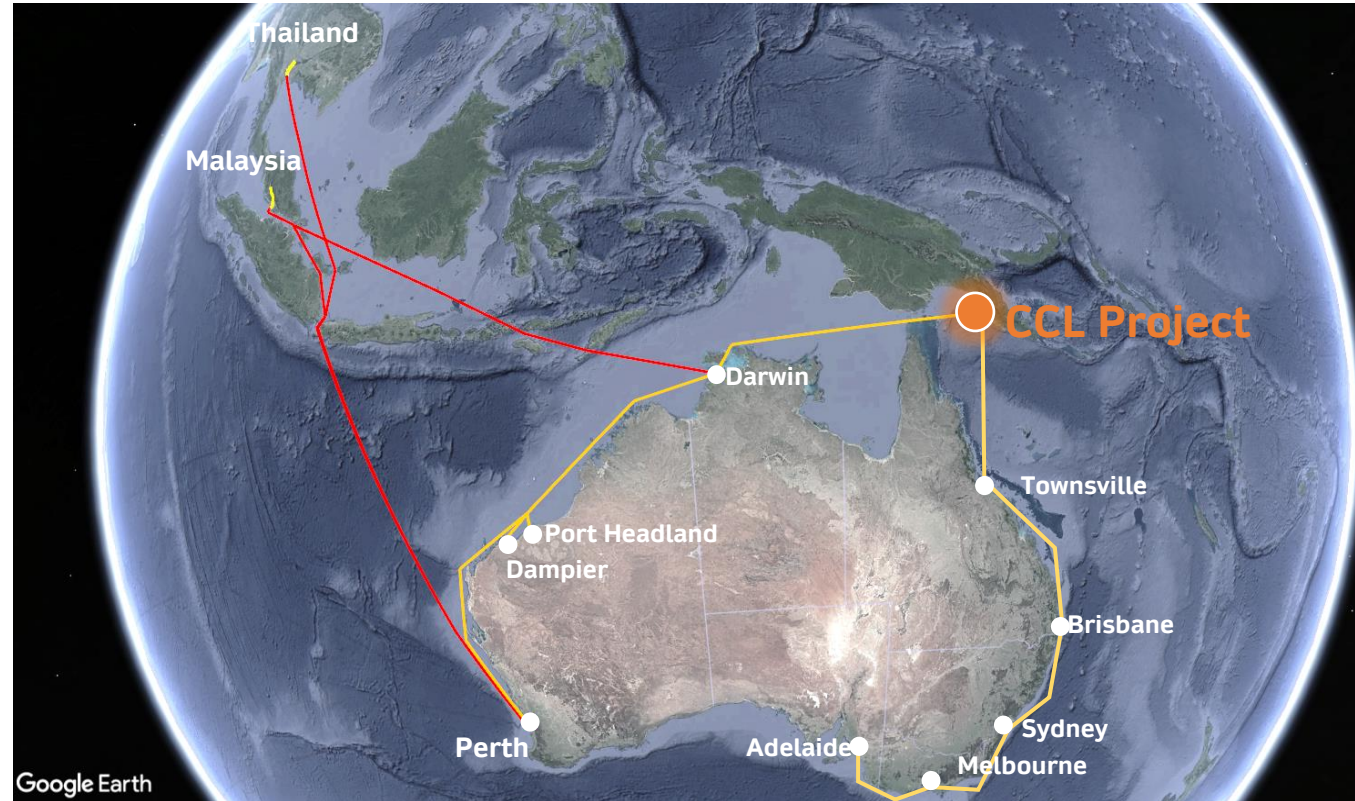 Thailand
Malaysia
CCL Project
Darwin
Townsville
Port Headland
Dampier
Brisbane
Sydney
Perth
Adelaide
Melbourne
Google Earth